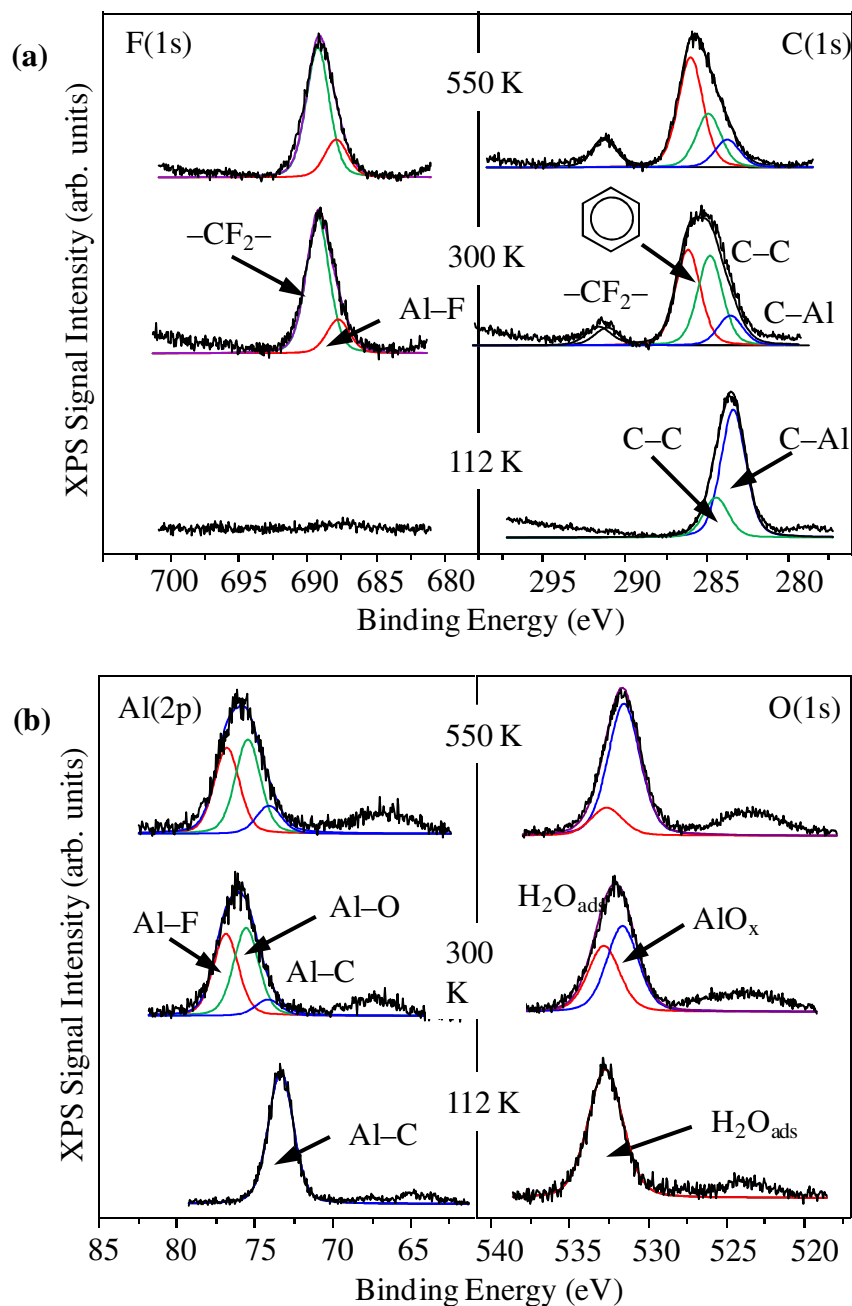 (a)
F(1s)
C(1s)
550 K
–CF₂–
Al–F
300 K
C–C
–CF₂–
C–Al
112 K
C–C
C–Al
XPS Signal Intensity (arb. units)
700 695 690 685 680 295 290 285 280
Binding Energy (eV)
(b)
Al(2p)
O(1s)
550 K
Al–F
Al–O
Al–C
300
K
H₂Oads
AlOₓ
112 K
Al–C
H₂Oads
XPS Signal Intensity (arb. units)
85 80 75 70 65 540 535 530 525 520
Binding Energy (eV)